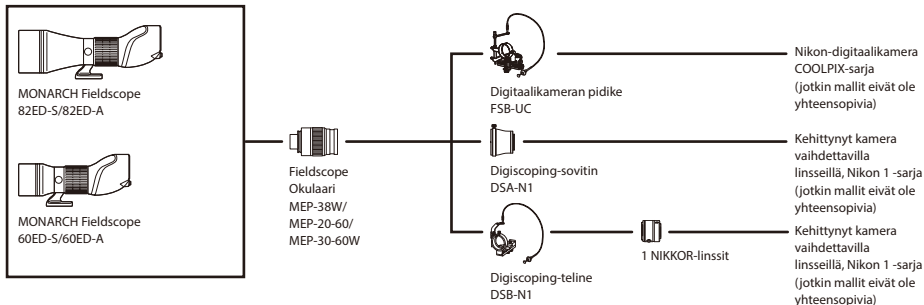 MONARCH Fieldscope
82ED-S/82ED-A
MONARCH Fieldscope
60ED-S/60ED-A
Fieldscope
Okulaari
MEP-38W/
MEP-20-60/
MEP-30-60W
Digitaalikameran pidike
FSB-UC
Digiscoping-sovitin
DSA-N1
Digiscoping-teline
DSB-N1
1 NIKKOR-linssit
Nikon-digitaalikamera
COOLPIX-sarja
(jotkin mallit eivät ole
yhteensopivia)
Kehittynyt kamera
vaihdettavilla
linsseillä, Nikon 1 -sarja
(jotkin mallit eivät ole
yhteensopivia)
Kehittynyt kamera
vaihdettavilla
linsseillä, Nikon 1 -sarja
(jotkin mallit eivät ole
yhteensopivia)